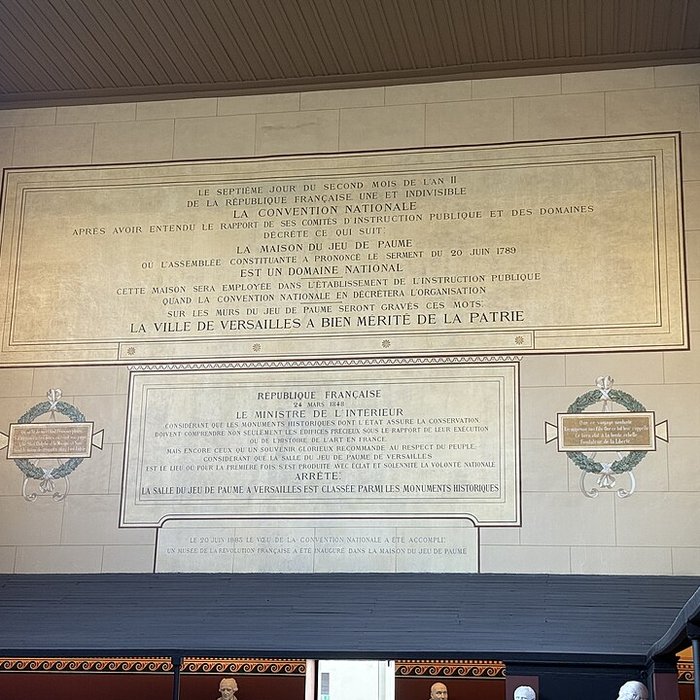 LE SEPTIÈME JOUR DU SECOND MOIS DE L'AN II
DE LA RÉPUBLIQUE FRANÇAISE UNE ET INDIVISIBLE
LA CONVENTION NATIONALE
APRÈS AVOIR ENTENDU LE RAPPORT DE SES COMITÉS D'INSTRUCTION PUBLIQUE ET DES DOMAINES
DÉCRÈTE CE QUI SUIT:
LA MAISON DU JEU DE PAUME
OU L'ASSEMBLÉE CONSTITUANTE A PRONONCÉ LE SERMENT DU 20 JUIN 1789
EST UN DOMAINE NATIONAL
CETTE MAISON SERA EMPLOYÉE DANS L'ÉTABLISSEMENT DE L'INSTRUCTION PUBLIQUE
QUAND LA CONVENTION NATIONALE EN DÉCRÉTERA L'ORGANISATION
SUR LES MURS DU JEU DE PAUME SERONT GRAVÉS CES MOTS:
LA VILLE DE VERSAILLES A BIEN MÉRITÉ DE LA PATRIE
RÉPUBLIQUE FRANÇAISE
24 MARS 1848
LE MINISTRE DE L'INTERIEUR
CONSIDÉRANT QUE LES MONUMENTS HISTORIQUES DONT L'ÉTAT ASSURE LA CONSERVATION
DOIVENT COMPRENDRE NON SEULEMENT LES ÉDIFICES PRÉCIEUX SOUS LE RAPPORT DE LEUR EXÉCUTION
OU DE L'HISTOIRE DE L'ART EN FRANCE
MAIS ENCORE CEUX QU'UN SOUVENIR GLORIEUX RECOMMANDE AU RESPECT DU PEUPLE,
CONSIDÉRANT QUE LA SALLE DU JEU DE PAUME DE VERSAILLES
EST LE LIEU OU POUR LA PREMIÈRE FOIS S'EST PRODUITE AVEC ÉCLAT ET SOLENNITÉ LA VOLONTÉ NATIONALE
ARRÊTE:
LA SALLE DU JEU DE PAUME A VERSAILLES EST CLASSÉE PARMI LES MONUMENTS HISTORIQUES
LE 20 JUIN 1883 LE VŒU DE LA CONVENTION NATIONALE A ÉTÉ ACCOMPLI
UN MUSÉE DE LA RÉVOLUTION FRANÇAISE A ÉTÉ INAUGURÉ DANS LA MAISON DU JEU DE PAUME